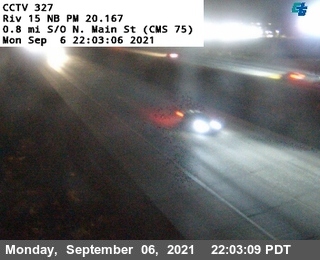 CCTV 327
Riv 15 NB PM 20.167
0.8 mi S/O N. Main St (CMS 75)
Mon Sep  6 22:03:06 2021
Monday, September 06, 2021 22:03:09 PDT